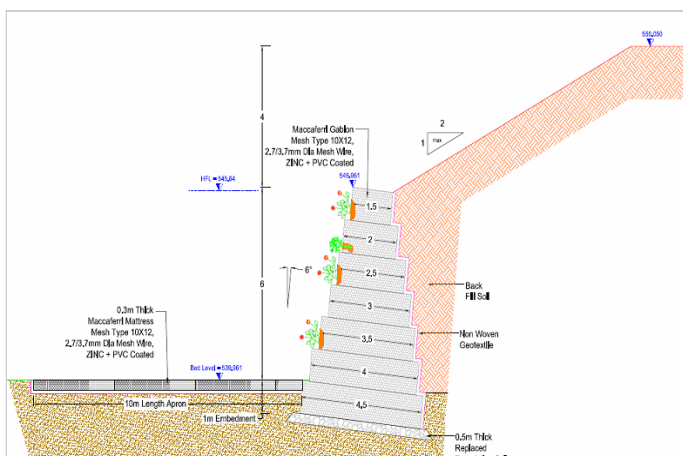 550.050
4
2
1
max
Maccaferri Gabion
Mesh Type 10X12,
2.7/3.7mm Dia Mesh Wire,
ZINC + PVC Coated
HFL = 545.84
545.961
1.5
2
2.5
6°
6
3
Back
Fill Soil
0.3m Thick
Maccaferri Mattress
Mesh Type 10X12,
2.7/3.7mm Dia Mesh Wire,
ZINC + PVC Coated
3.5
Non Woven
Geotextile
Bed Level = 539.961
4
10m Length Apron
4.5
1m Embediment
0.5m Thick
Replaced